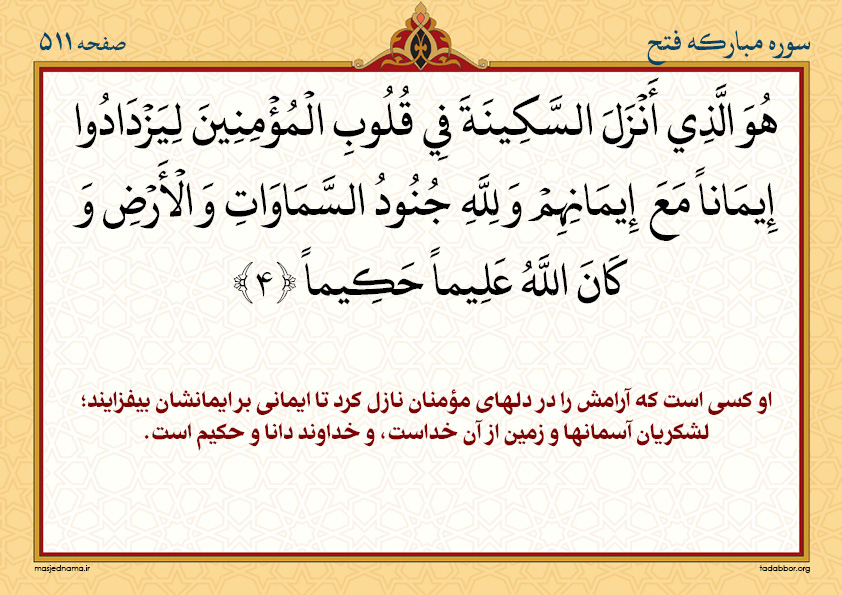 سوره مبارکه فتح
صفحه ۵۱۱
هُوَ الَّذِي أَنْزَلَ السَّكِينَةَ فِي قُلُوبِ الْمُؤْمِنِينَ لِيَزْدَادُوا
إِيمَاناً مَعَ إِيمَانِهِمْ وَ لِلَّهِ جُنُودُ السَّمَاوَاتِ وَ الْأَرْضِ وَ
كَانَ اللَّهُ عَلِيماً حَكِيماً ﴿۴﴾
او کسی است که آرامش را در دلهای مؤمنان نازل کرد تا ایمانی بر ایمانشان بیفزایند؛
لشکریان آسمانها و زمین از آن خداست، و خداوند دانا و حکیم است.
masjednama.ir
tadabbor.org